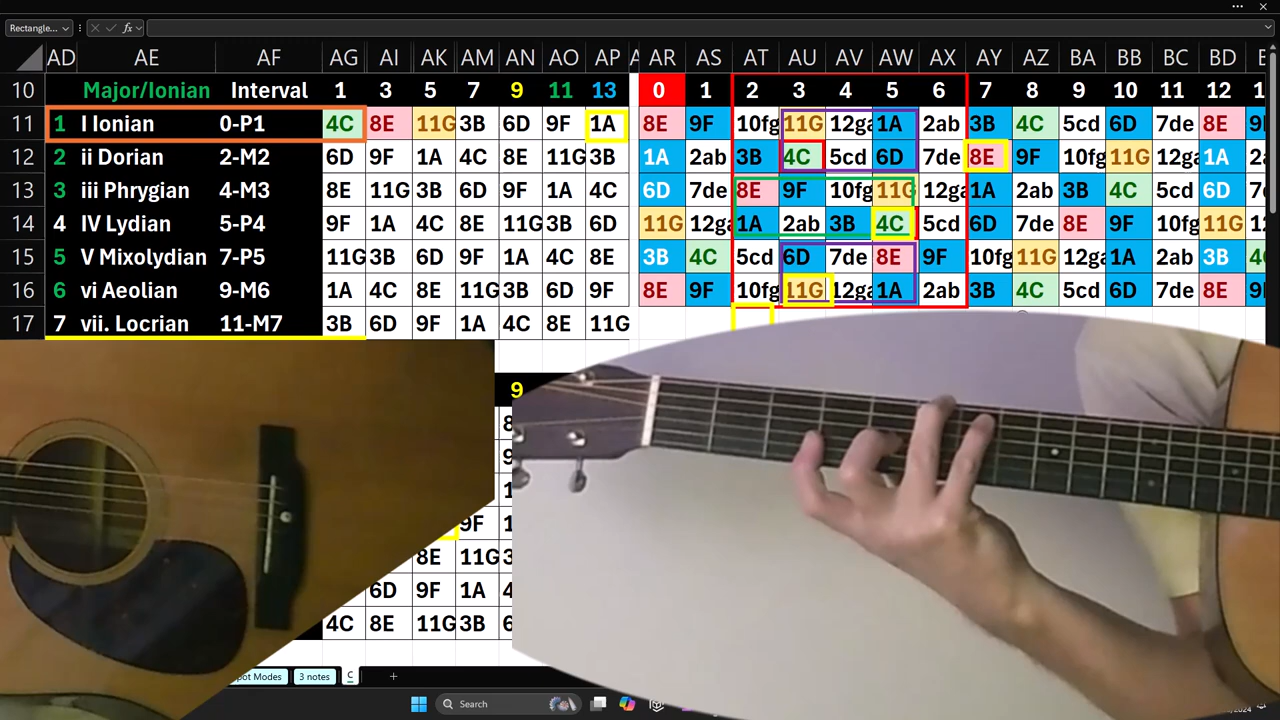 Rectangle...
fx
AD AE AF AG AI AK AM AN AO AP AR AS AT AU AV AW AX AY AZ BA BB BC BD
10 Major/Ionian Interval 1 3 5 7 9 11 13 0 1 2 3 4 5 6 7 8 9 10 11 12
11 1 I Ionian 0-P1 4C 8E 11G 3B 6D 9F 1A 8E 9F 10fg 11G 12ga 1A 2ab 3B 4C 5cd 6D 7de 8E
12 2 ii Dorian 2-M2 6D 9F 1A 4C 8E 11G 3B 1A 2ab 3B 4C 5cd 6D 7de 8E 9F 10fg 11G 12ga 1A
13 3 iii Phrygian 4-M3 8E 11G 3B 6D 9F 1A 4C 6D 7de 8E 9F 10fg 11G 12ga 1A 2ab 3B 4C 5cd 6D
14 4 IV Lydian 5-P4 9F 1A 4C 8E 11G 3B 6D 11G 12ga 1A 2ab 3B 4C 5cd 6D 7de 8E 9F 10fg 11G
15 5 V Mixolydian 7-P5 11G 3B 6D 9F 1A 4C 8E 3B 4C 5cd 6D 7de 8E 9F 10fg 11G 12ga 1A 2ab 3B
16 6 vi Aeolian 9-M6 1A 4C 8E 11G 3B 6D 9F 8E 9F 10fg 11G 12ga 1A 2ab 3B 4C 5cd 6D 7de 8E
17 7 vii. Locrian 11-M7 3B 6D 9F 1A 4C 8E 11G
9
9F
8E 11G
6D 9F 1A
4C 8E 11G 3B
pot Modes 3 notes C +
Search